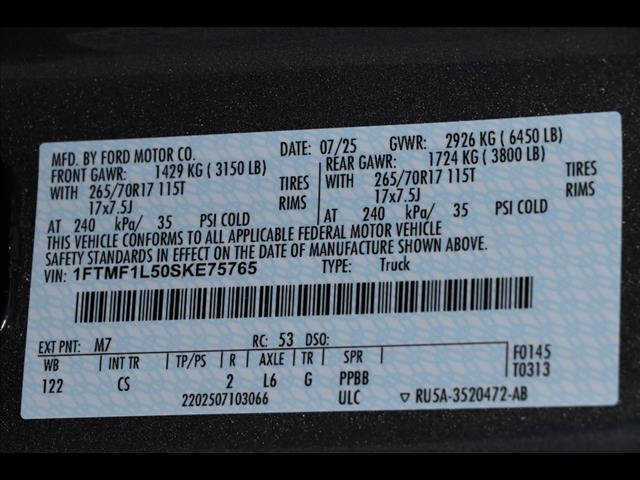 MFD. BY FORD MOTOR CO. DATE: 07/25 GVWR: 2926 KG (6450 LB)
FRONT GAWR: 1429 KG (3150 LB) REAR GAWR: 1724 KG (3800 LB)
WITH 265/70R17 115T TIRES WITH 265/70R17 115T TIRES
17x7.5J RIMS 17x7.5J RIMS
AT 240 kPa/ 35 PSI COLD AT 240 kPa/ 35 PSI COLD
THIS VEHICLE CONFORMS TO ALL APPLICABLE FEDERAL MOTOR VEHICLE
SAFETY STANDARDS IN EFFECT ON THE DATE OF MANUFACTURE SHOWN ABOVE.
VIN: 1FTMF1L50SKE75765 TYPE: Truck
EXT PNT: M7 RC: 53 DSO:
WB INT TR TP/PS R AXLE TR SPR F0145
122 CS 2 L6 G PPBB T0313
2202507103066 ULC RU5A-3520472-AB